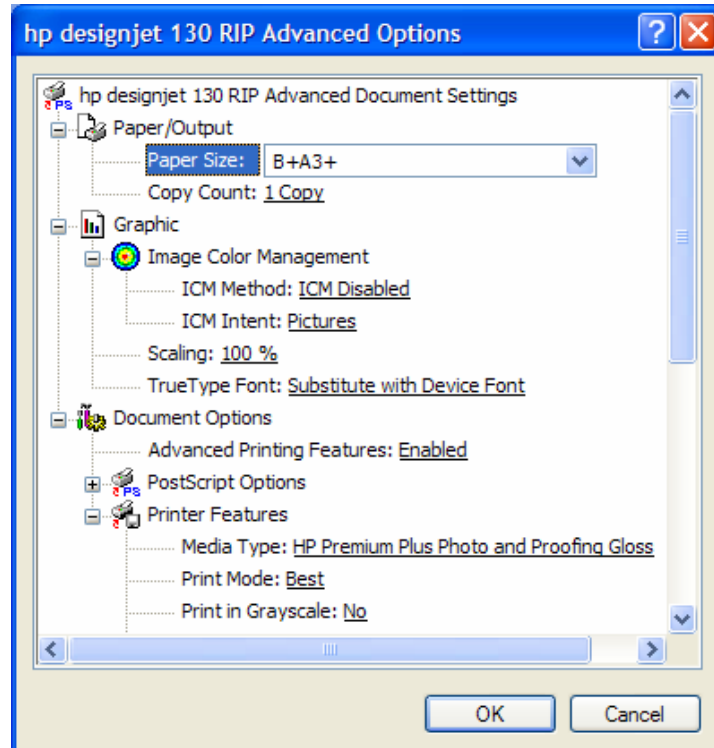 hp designjet 130 RIP Advanced Options
hp designjet 130 RIP Advanced Document Settings
Paper/Output
Paper Size: B+A3+
Copy Count: 1 Copy
Graphic
Image Color Management
ICM Method: ICM Disabled
ICM Intent: Pictures
Scaling: 100 %
TrueType Font: Substitute with Device Font
Document Options
Advanced Printing Features: Enabled
PostScript Options
Printer Features
Media Type: HP Premium Plus Photo and Proofing Gloss
Print Mode: Best
Print in Grayscale: No
OK Cancel